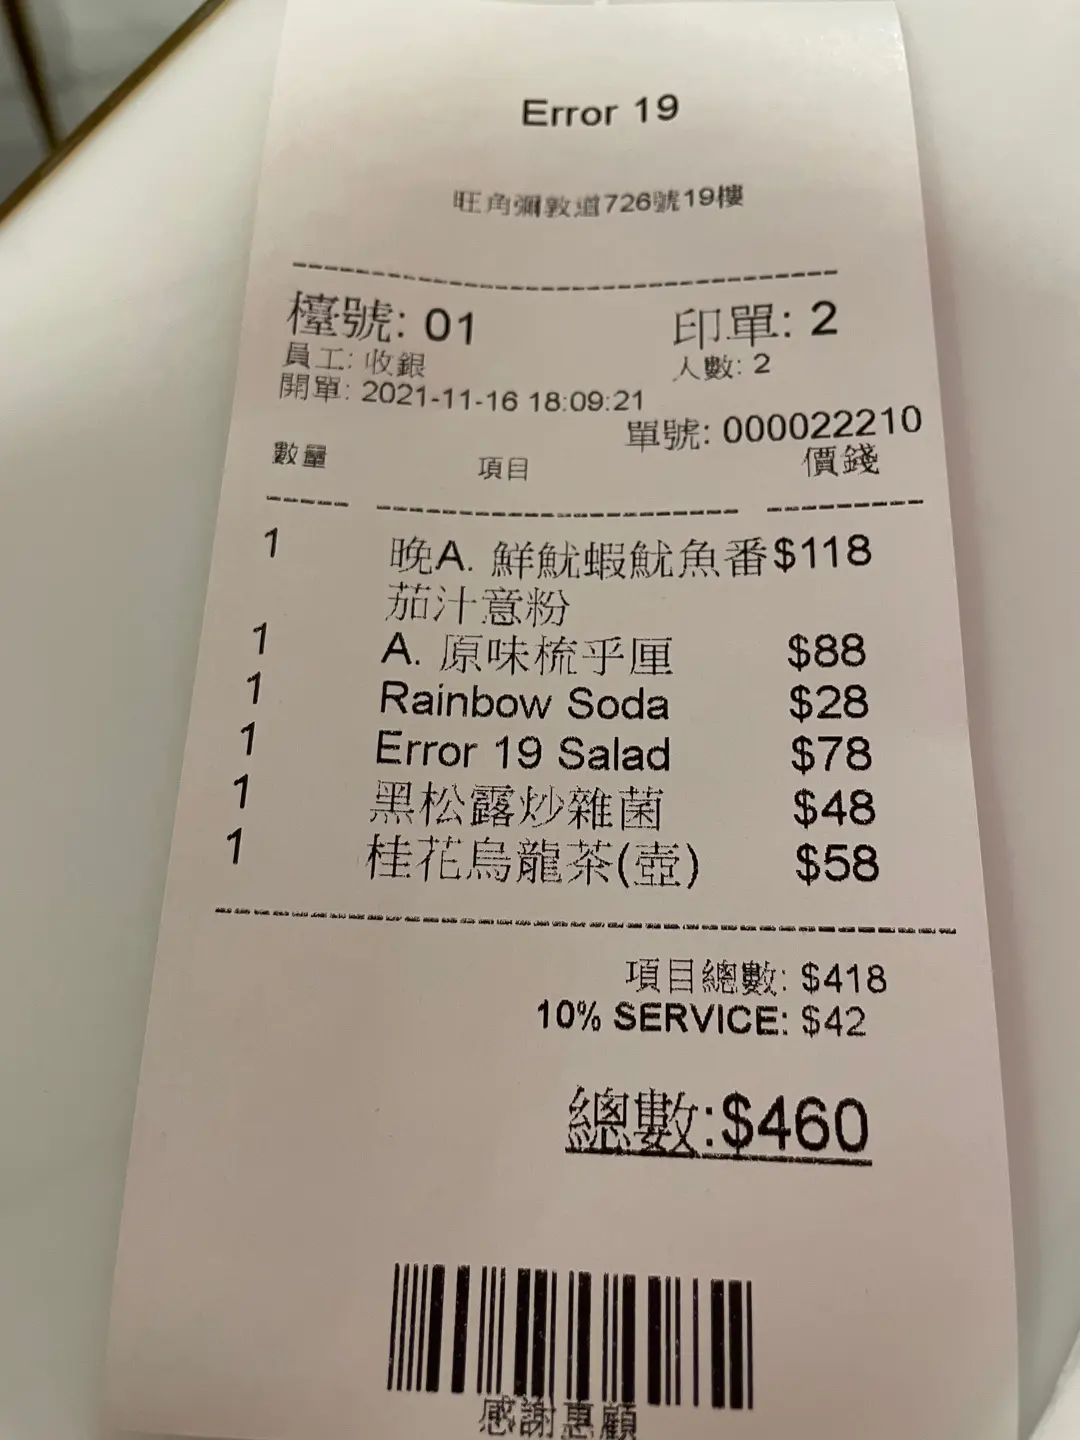 Error 19
旺角彌敦道726號19樓
檯號: 01 印單: 2
員工: 收銀 人數: 2
開單: 2021-11-16 18:09:21
單號: 000022210
數量 項目 價錢
1 晚A. 鮮魷蝦魷魚番 $118
茄汁意粉
1 A. 原味梳乎厘 $88
1 Rainbow Soda $28
1 Error 19 Salad $78
1 黑松露炒雜菌 $48
1 桂花烏龍茶(壺) $58
項目總數: $418
10% SERVICE: $42
總數:$460
感謝惠顧